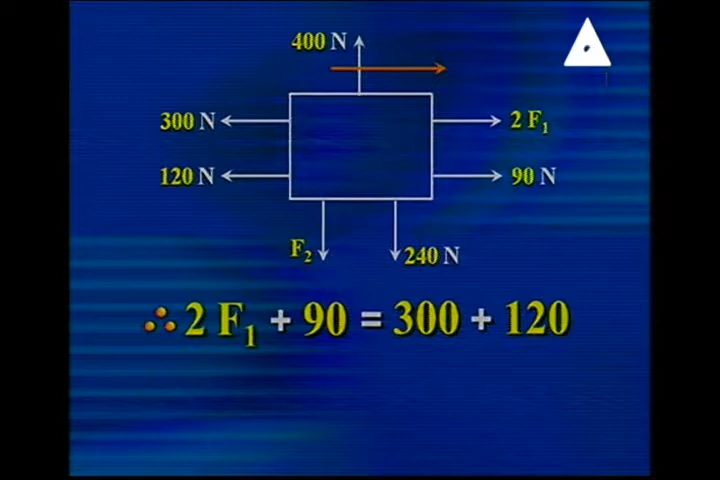 400 N
300 N
2 F₁
120 N
90 N
F₂
240 N
∴ 2 F₁ + 90 = 300 + 120